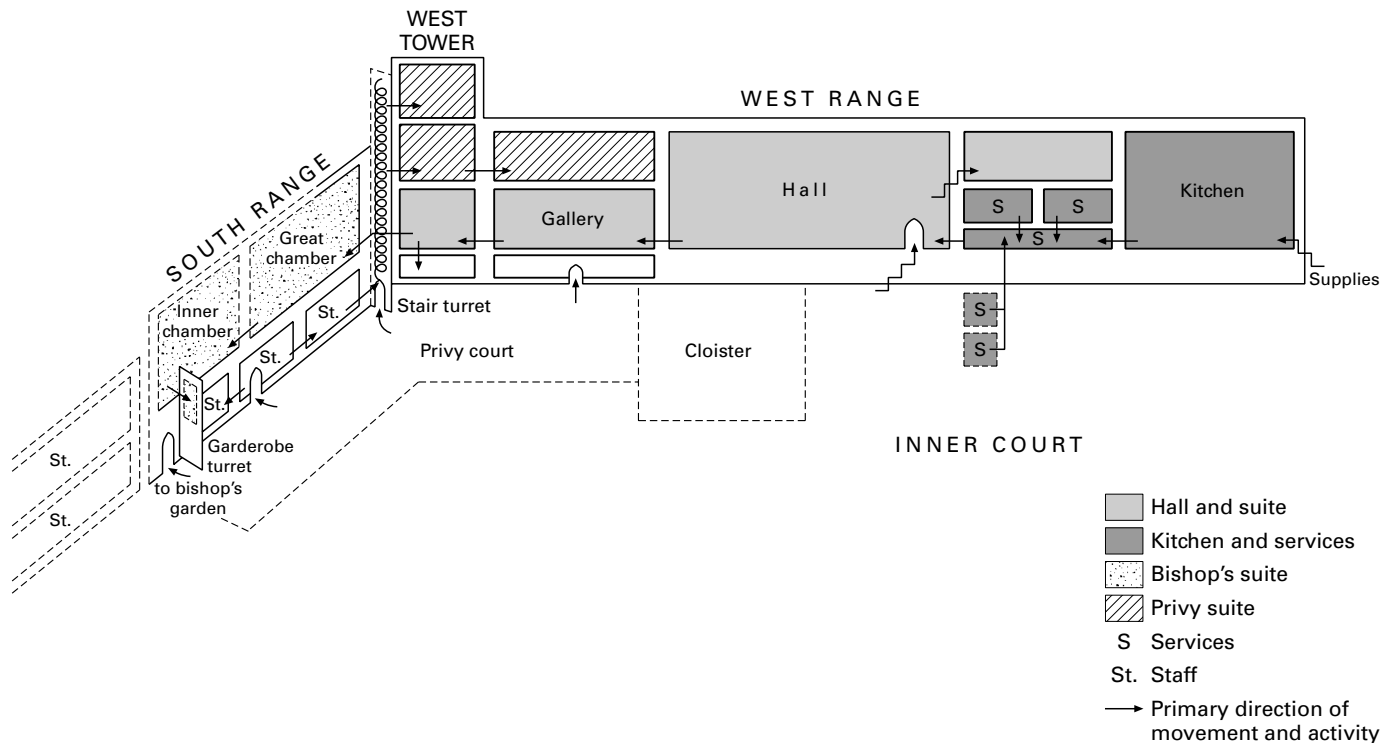 WEST
TOWER
WEST RANGE
SOUTH RANGE
Hall
Kitchen
S
S
S
Gallery
Great
chamber
Supplies
Inner
chamber
St.
Stair turret
S
S
St.
Privy court
Cloister
St.
Garderobe
turret
INNER COURT
St.
to bishop's
garden
St.
Hall and suite
Kitchen and services
Bishop's suite
Privy suite
S Services
St. Staff
Primary direction of
movement and activity